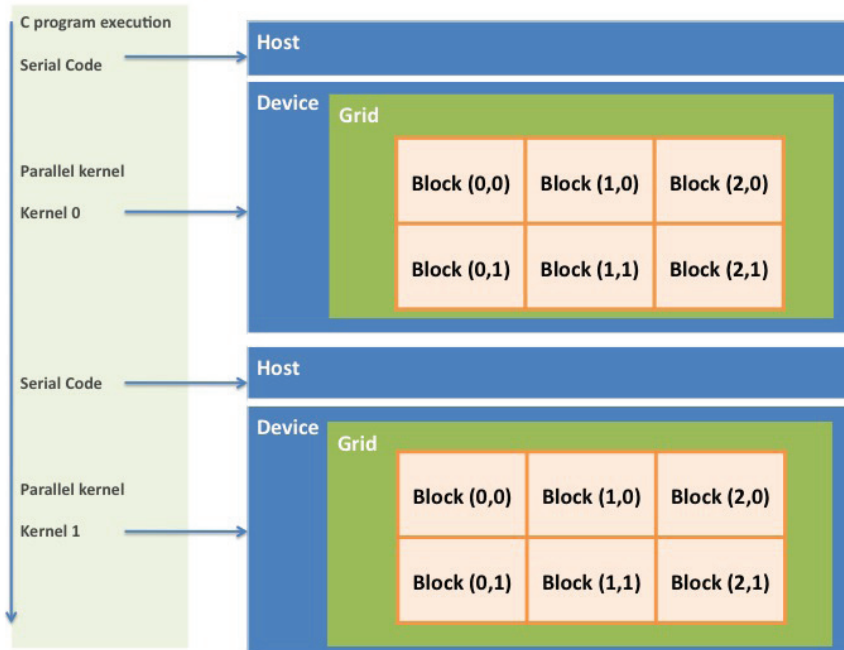 C program execution
Serial Code
Host
Device
Grid
Parallel kernel
Kernel 0
Block (0,0) Block (1,0) Block (2,0)
Block (0,1) Block (1,1) Block (2,1)
Serial Code
Host
Device
Grid
Parallel kernel
Kernel 1
Block (0,0) Block (1,0) Block (2,0)
Block (0,1) Block (1,1) Block (2,1)